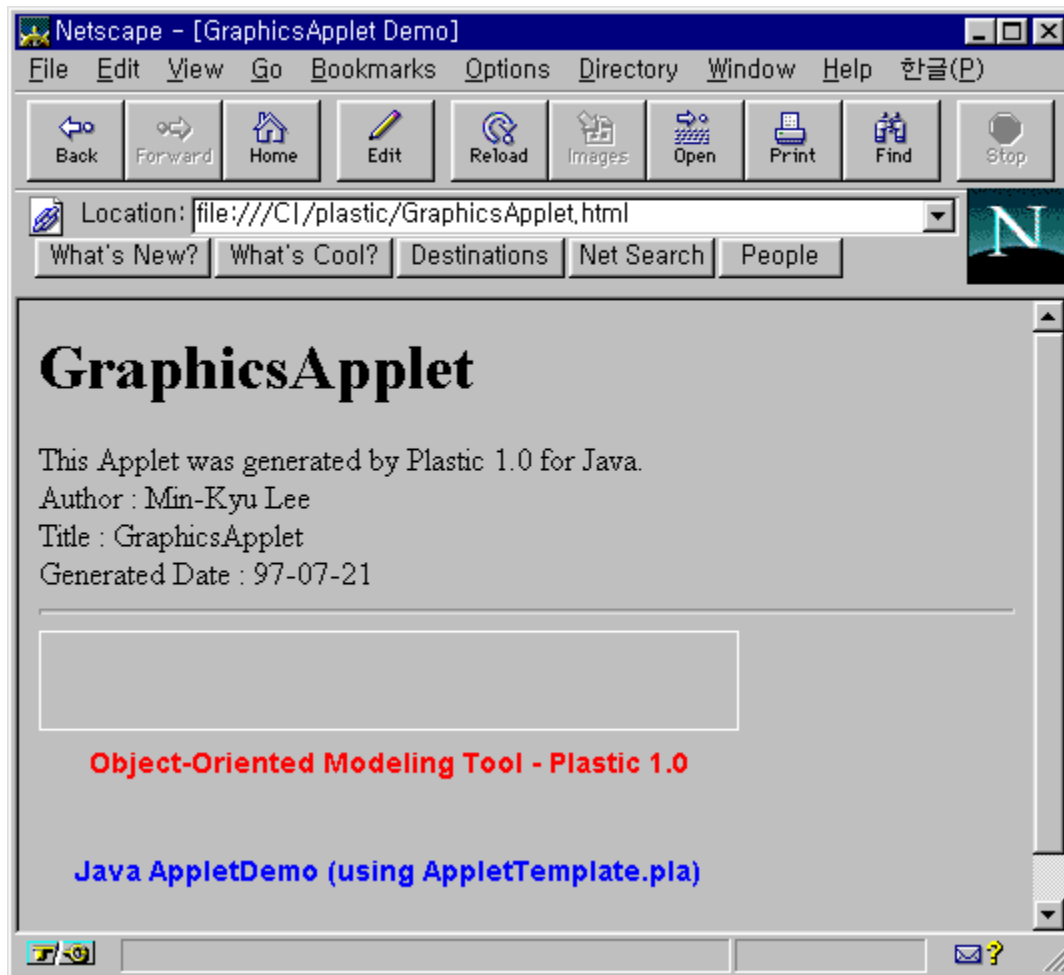 Netscape - [GraphicsApplet Demo]
File Edit View Go Bookmarks Options Directory Window Help 한글(P)
Back Forward Home Edit Reload Images Open Print Find Stop
Location: file:///C|/plastic/GraphicsApplet.html
What's New? What's Cool? Destinations Net Search People
N
GraphicsApplet
This Applet was generated by Plastic 1.0 for Java.
Author : Min-Kyu Lee
Title : GraphicsApplet
Generated Date : 97-07-21
Object-Oriented Modeling Tool - Plastic 1.0
Java AppletDemo (using AppletTemplate.pla)